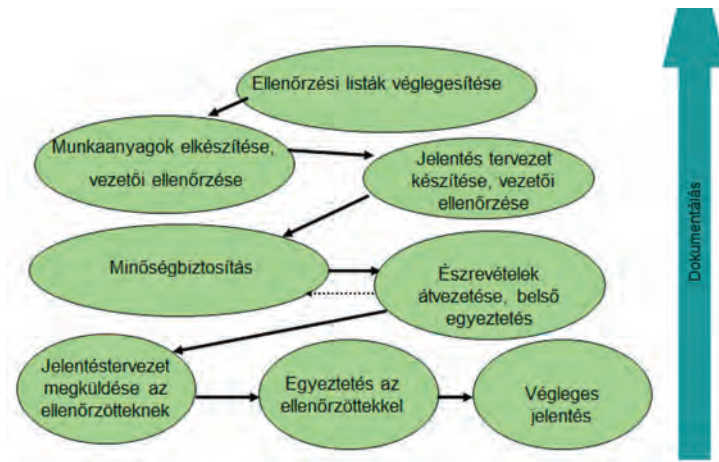 Ellenőrzési listák véglegesítése
Munkaanyagok elkészítése,
vezetői ellenőrzése
Jelentés tervezet
készítése, vezetői
ellenőrzése
Minőségbiztosítás
Észrevételek
átvezetése, belső
egyeztetés
Jelentéstervezet
megküldése az
ellenőrzötteknek
Egyeztetés az
ellenőrzöttekkel
Végleges
jelentés
Dokumentálás